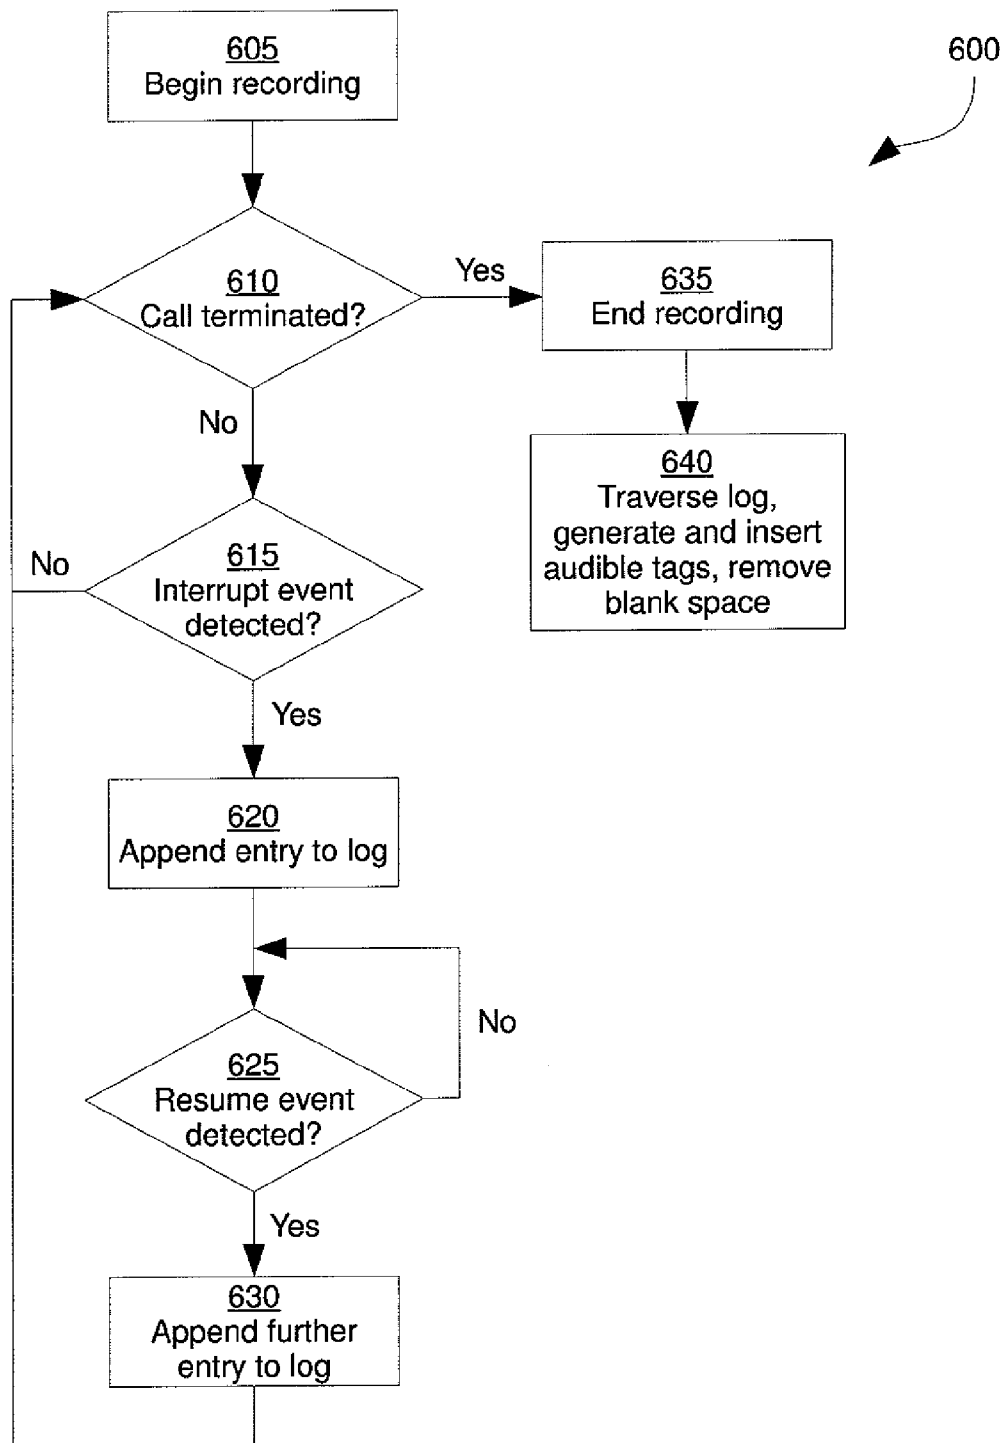 605
Begin recording
600
610
Call terminated?
Yes
635
End recording
No
640
Traverse log,
generate and insert
audible tags, remove
blank space
615
Interrupt event
detected?
No
Yes
620
Append entry to log
625
Resume event
detected?
No
Yes
630
Append further
entry to log